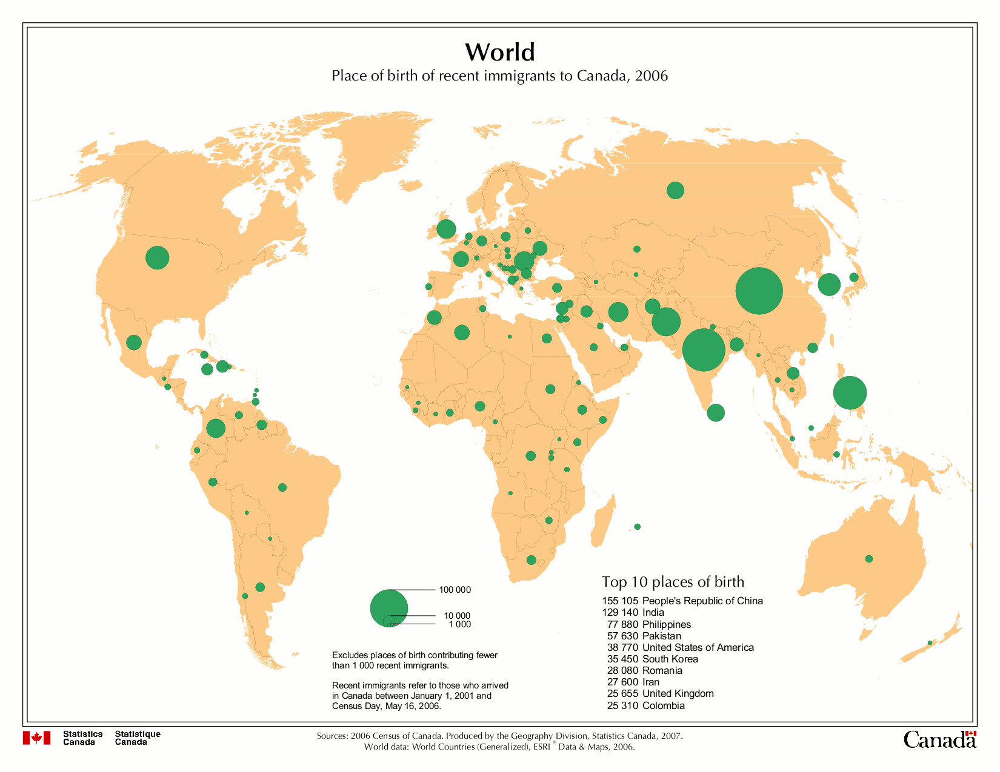 World
Place of birth of recent immigrants to Canada, 2006
100 000
10 000
1 000
Excludes places of birth contributing fewer
than 1 000 recent immigrants.
Recent immigrants refer to those who arrived
in Canada between January 1, 2001 and
Census Day, May 16, 2006.
Top 10 places of birth
155 105 People's Republic of China
129 140 India
77 880 Philippines
57 630 Pakistan
38 770 United States of America
35 450 South Korea
28 080 Romania
27 600 Iran
25 655 United Kingdom
25 310 Colombia
Statistics Statistique
Canada Canada
Sources: 2006 Census of Canada. Produced by the Geography Division, Statistics Canada, 2007.
World data: World Countries (Generalized), ESRI ® Data & Maps, 2006.
Canada